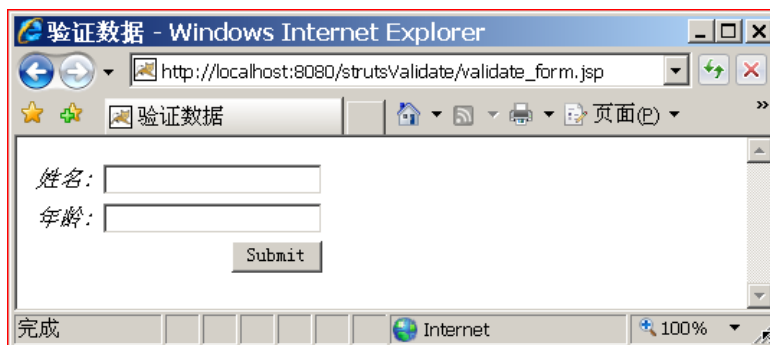 验证数据 - Windows Internet Explorer
http://localhost:8080/strutsValidate/validate_form.jsp
验证数据
页面(P)
»
姓名:
年龄:
Submit
完成
Internet
100%